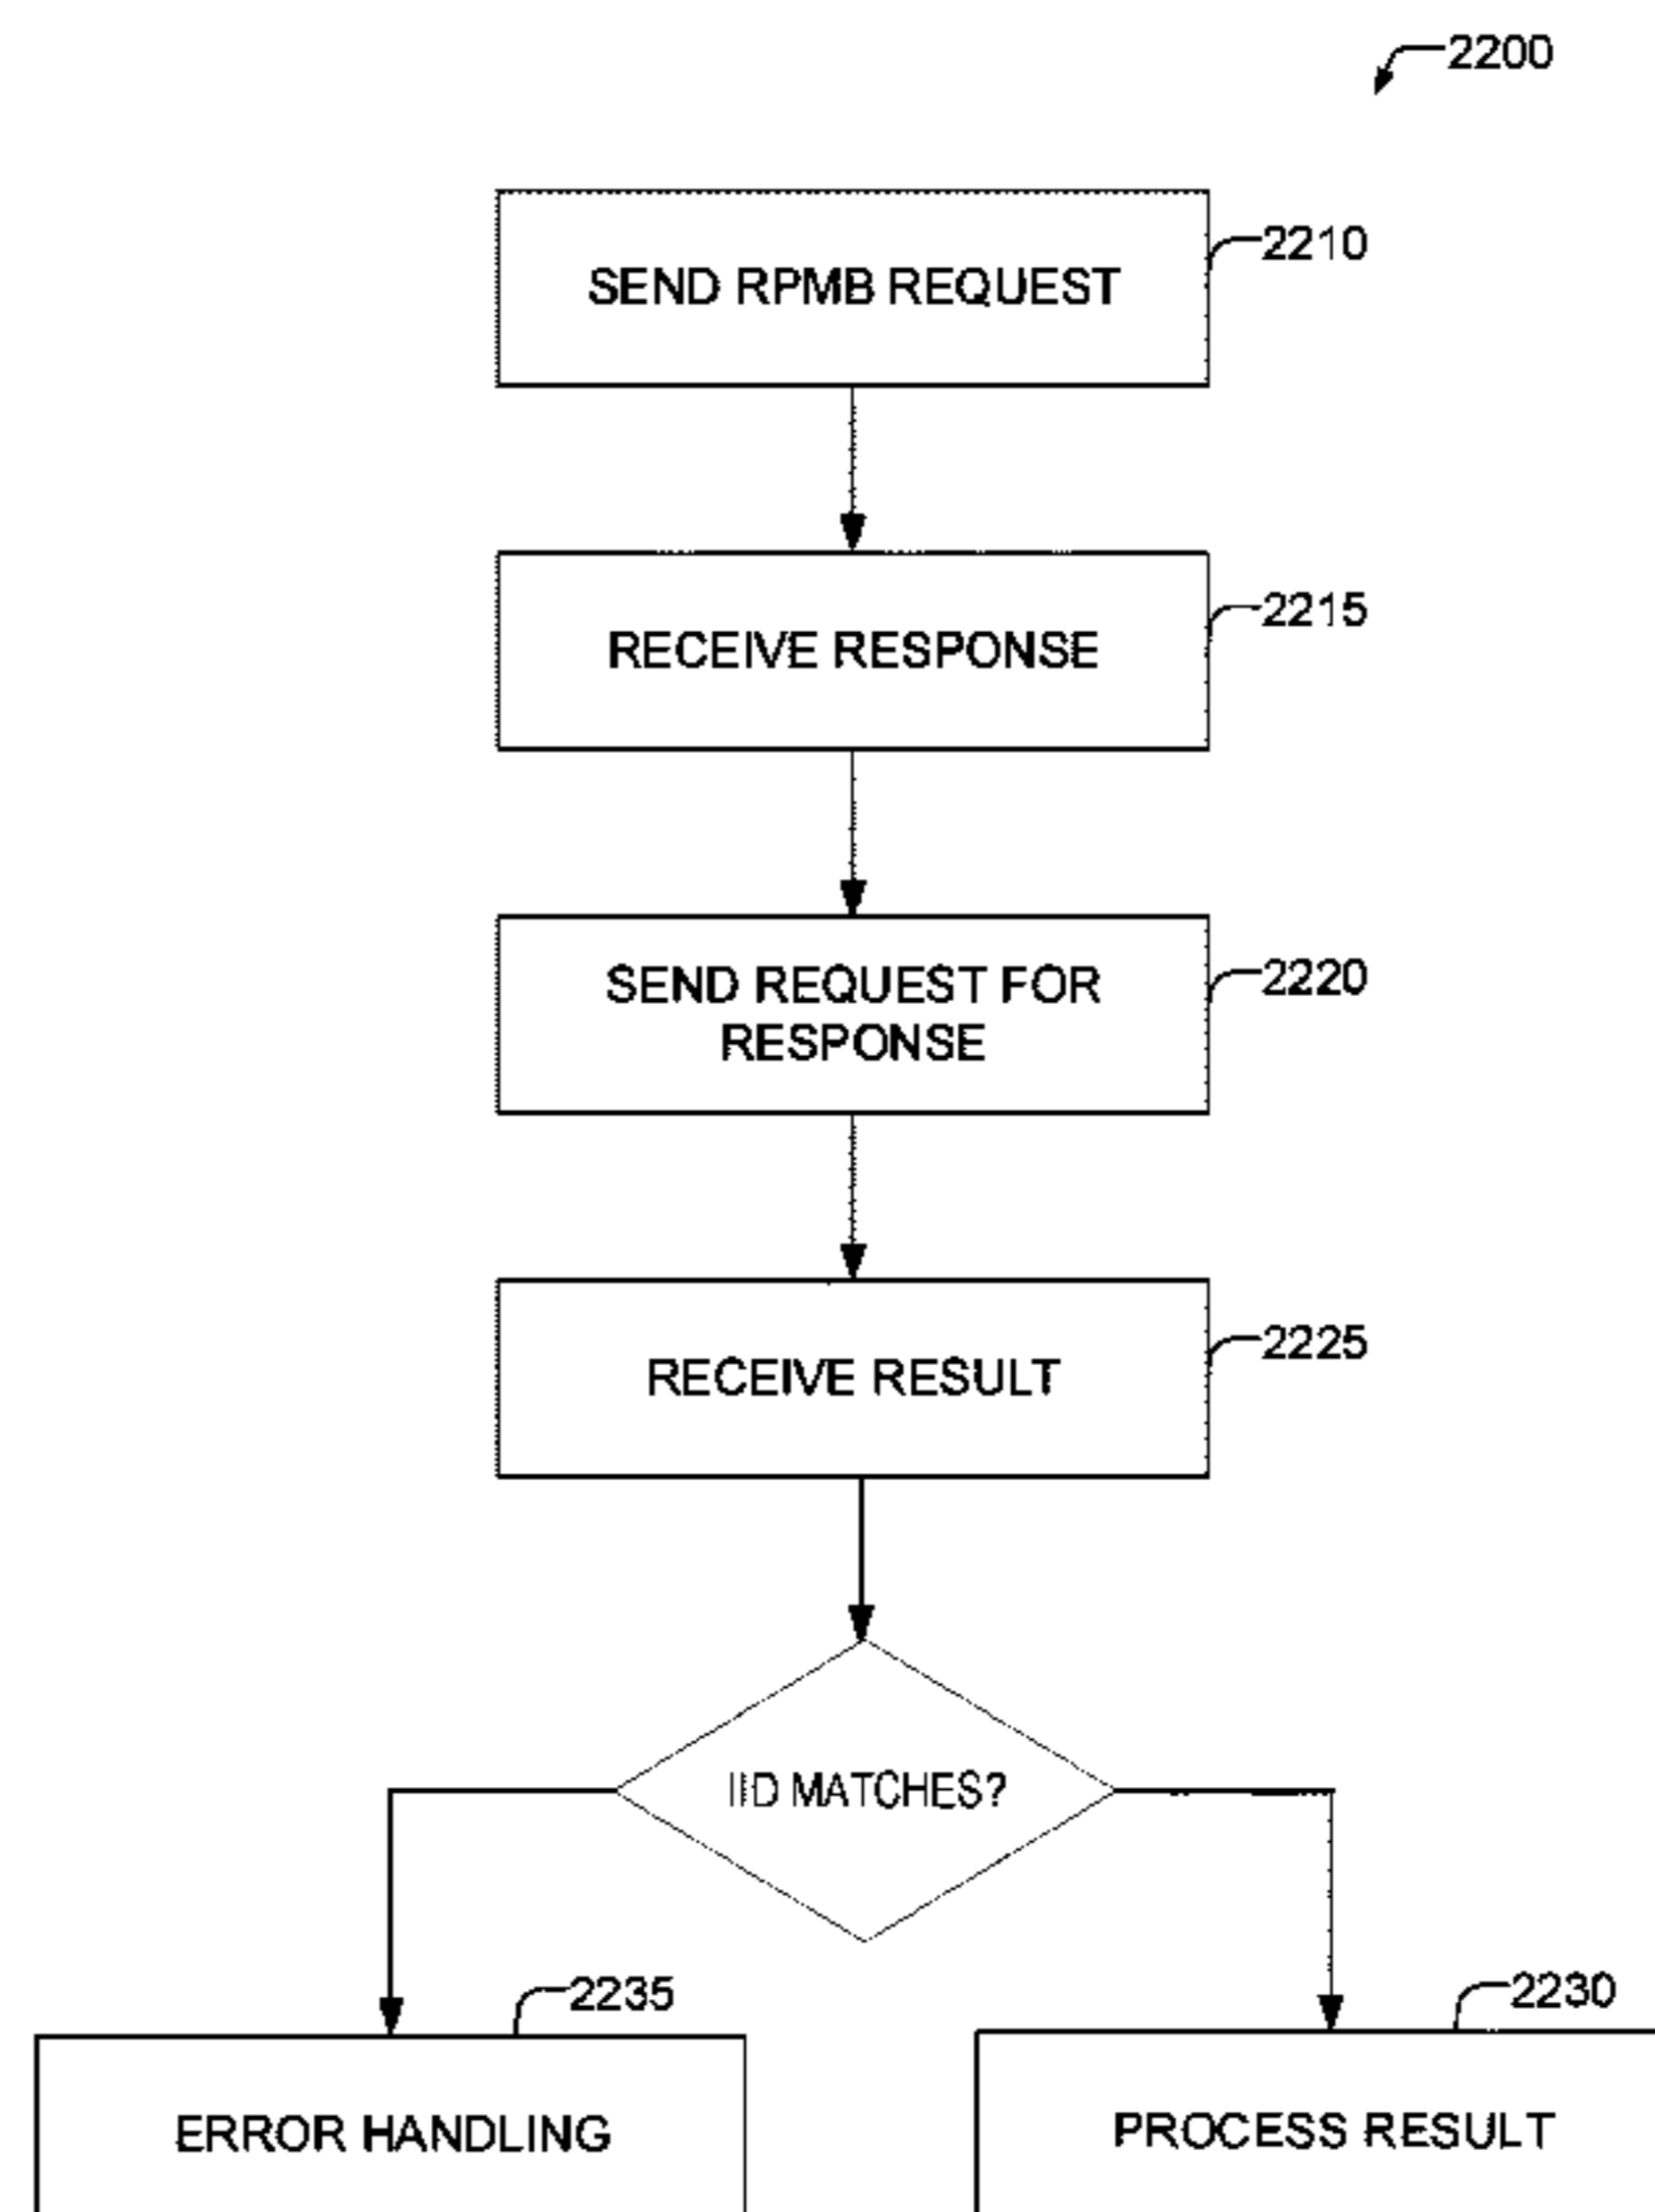 2200
SEND RPMB REQUEST
2210
RECEIVE RESPONSE
2215
SEND REQUEST FOR
RESPONSE
2220
RECEIVE RESULT
2225
IID MATCHES?
2235
ERROR HANDLING
2230
PROCESS RESULT